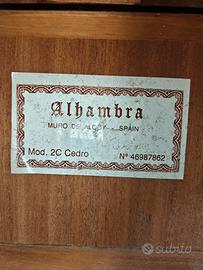 Alhambra
MURO DE ALCOY - SPAIN
Mod. 2C Cedro Nº 46987862
subito